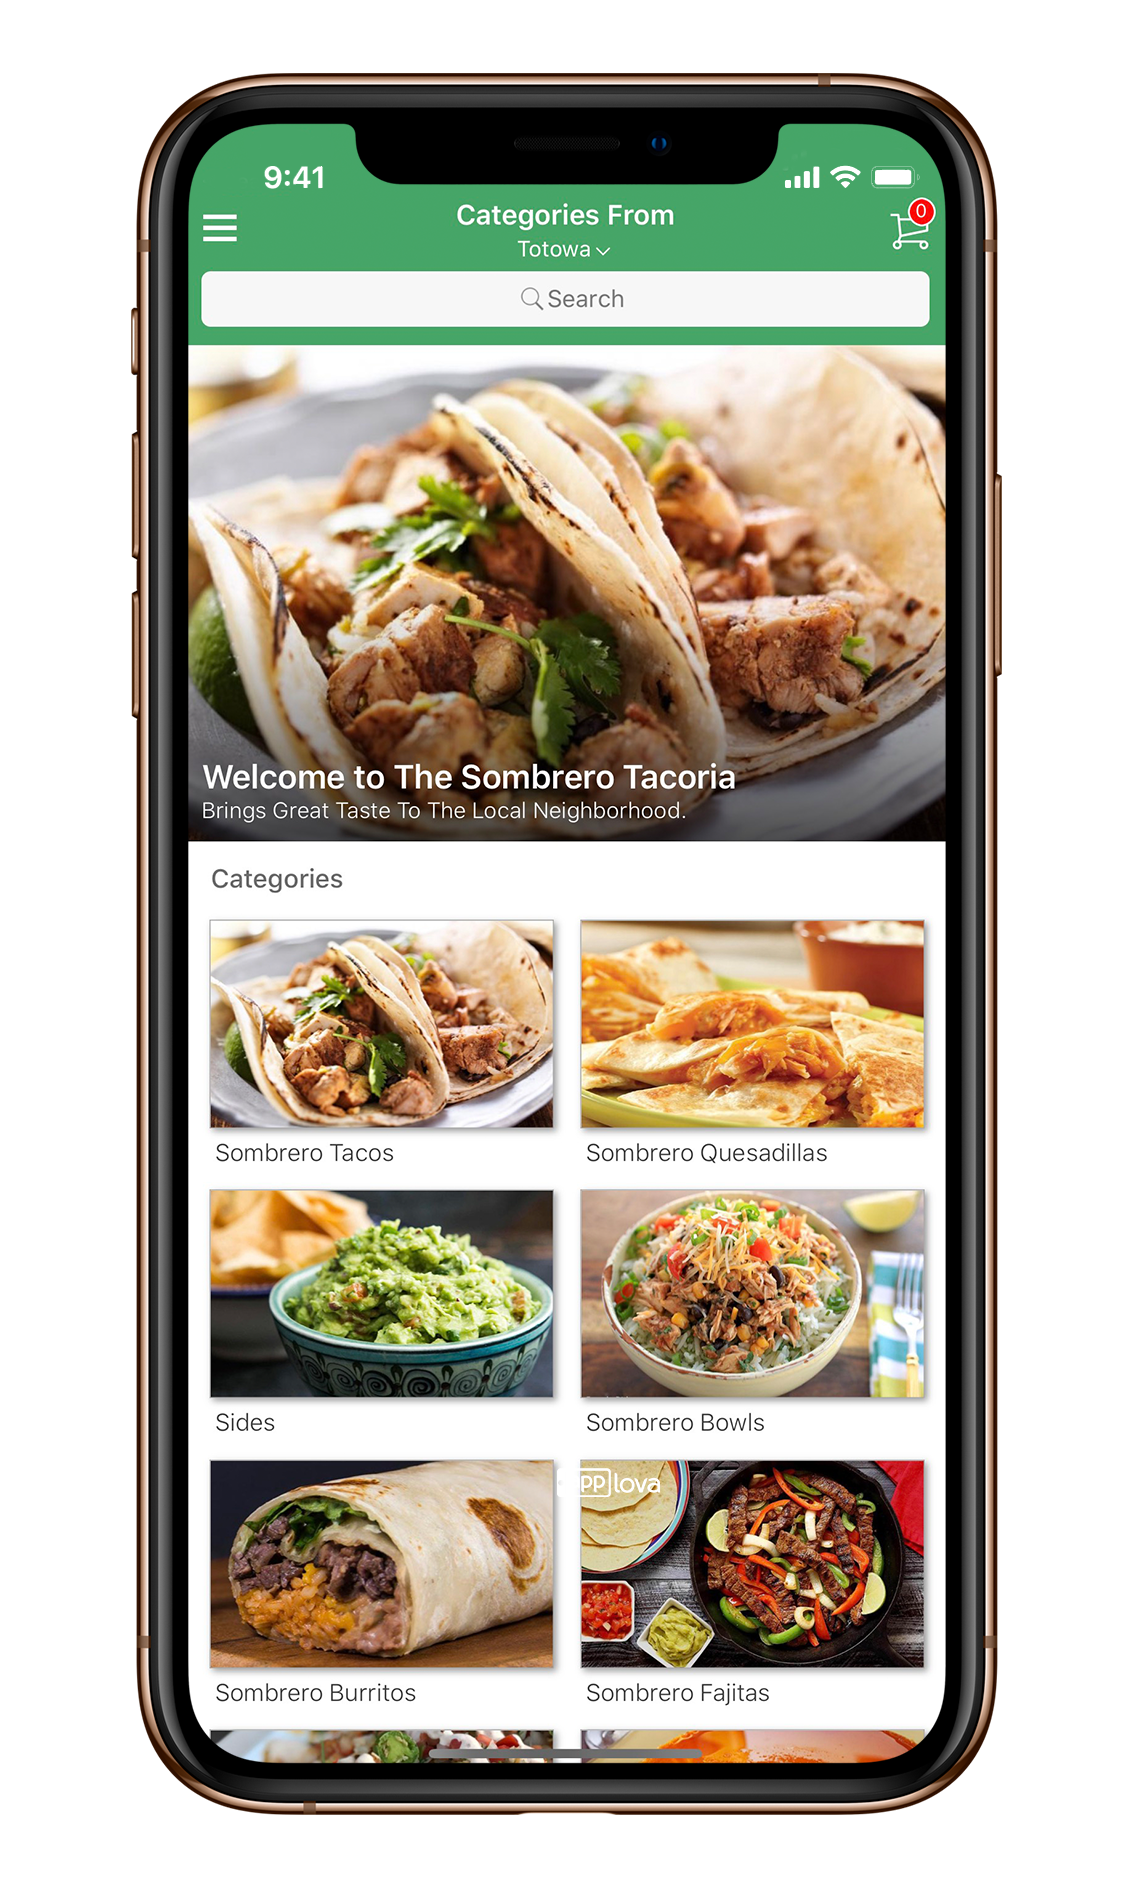 9:41
Categories From
Totowa
0
Search
Welcome to The Sombrero Tacoria
Brings Great Taste To The Local Neighborhood.
Categories
Sombrero Tacos
Sombrero Quesadillas
Sides
Sombrero Bowls
PPlova
Sombrero Burritos
Sombrero Fajitas